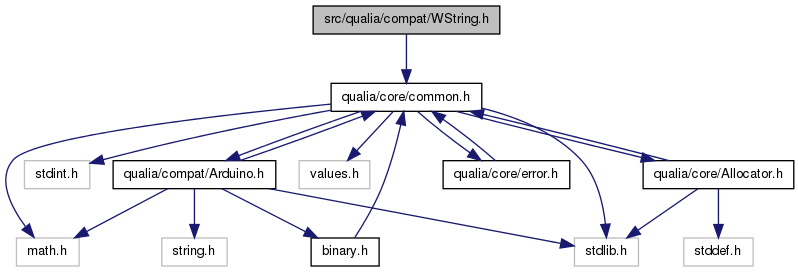 src/qualia/compat/WString.h
qualia/core/common.h
stdint.h
qualia/compat/Arduino.h
values.h
qualia/core/error.h
qualia/core/Allocator.h
math.h
string.h
binary.h
stdlib.h
stddef.h